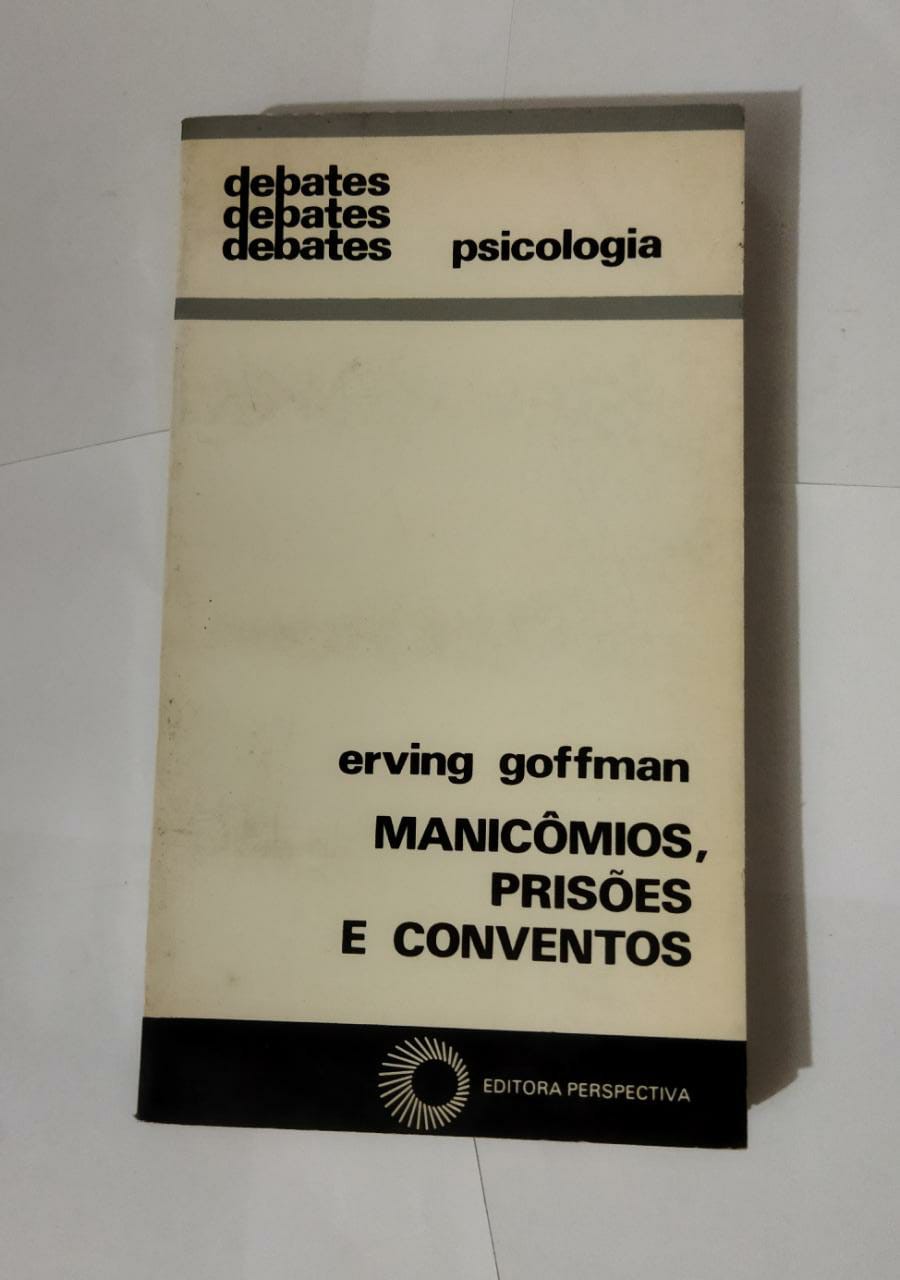 debates
debates
debates psicologia
erving goffman
MANICÔMIOS,
PRISÕES
E CONVENTOS
EDITORA PERSPECTIVA